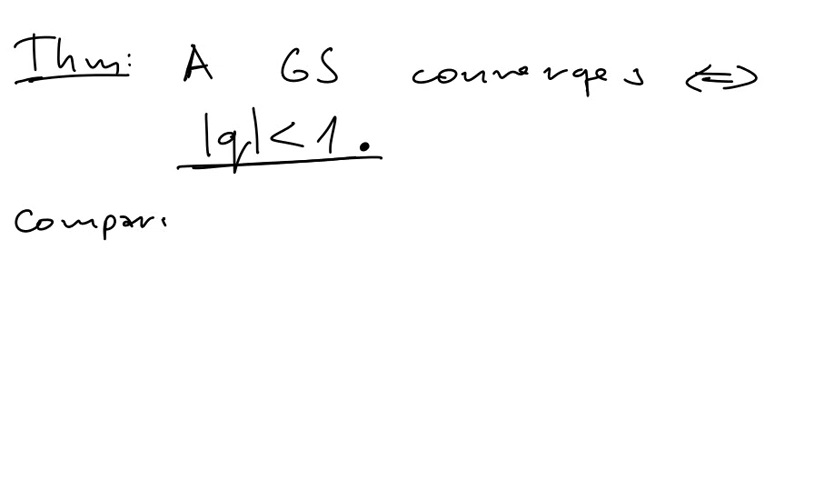 Thm: A GS converges ⇔
|q| < 1.
Compari